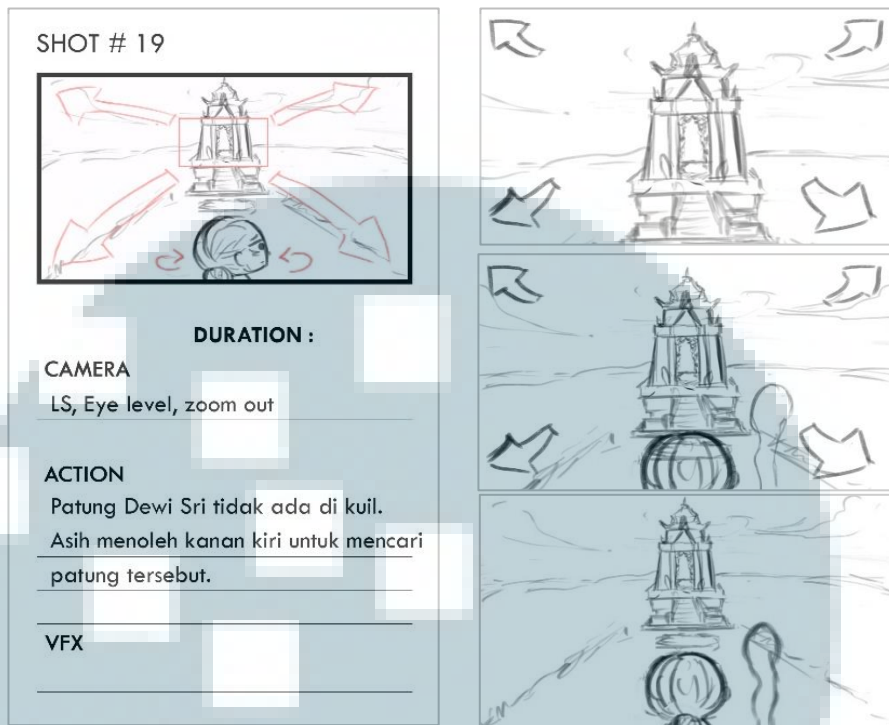 SHOT # 19
DURATION :
CAMERA
LS, Eye level, zoom out
ACTION
Patung Dewi Sri tidak ada di kuil.
Asih menoleh kanan kiri untuk mencari
patung tersebut.
VFX